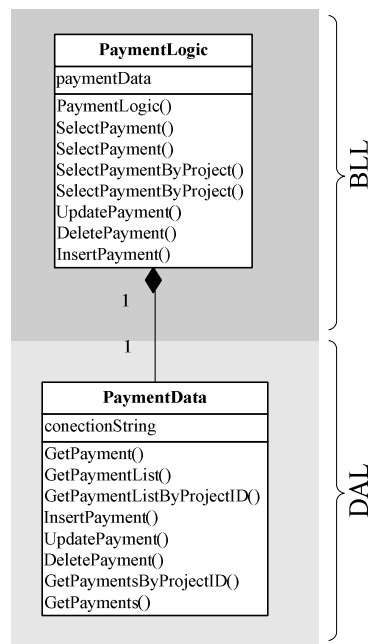 PaymentLogic
paymentData
PaymentLogic()
SelectPayment()
SelectPayment()
SelectPaymentByProject()
SelectPaymentByProject()
UpdatePayment()
DeletePayment()
InsertPayment()
BLL
1
1
PaymentData
conectionString
GetPayment()
GetPaymentList()
GetPaymentListByProjectID()
InsertPayment()
UpdatePayment()
DeletePayment()
GetPaymentsByProjectID()
GetPayments()
DAL